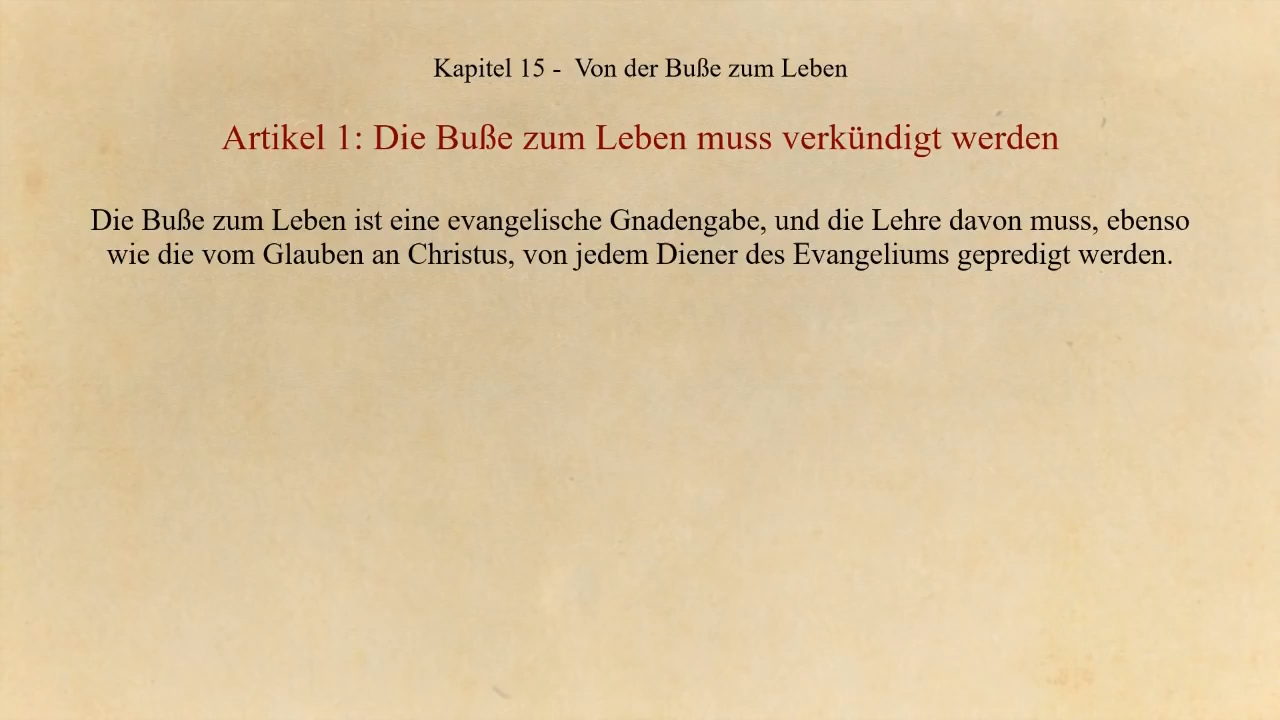 Kapitel 15 -  Von der Buße zum Leben
Artikel 1: Die Buße zum Leben muss verkündigt werden
Die Buße zum Leben ist eine evangelische Gnadengabe, und die Lehre davon muss, ebenso
wie die vom Glauben an Christus, von jedem Diener des Evangeliums gepredigt werden.